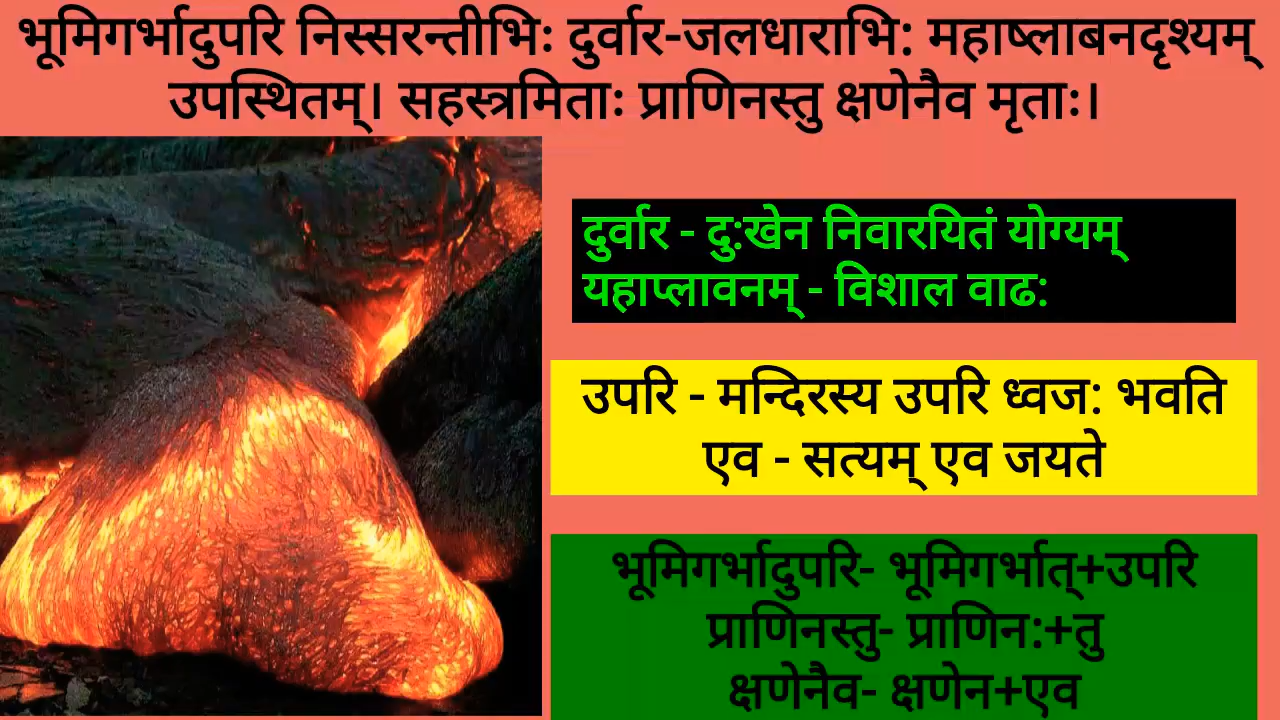 भूमिगर्भादुपरि निस्सरन्तीभिः दुर्वार-जलधाराभि: महाष्लाबनदृश्यम्
उपस्थितम्। सहस्त्रमिताः प्राणिनस्तु क्षणेनैव मृताः।
दुर्वार - दु:खेन निवारयितं योग्यम्
यहाप्लावनम् - विशाल वाढ:
उपरि - मन्दिरस्य उपरि ध्वज: भवति
एव - सत्यम् एव जयते
भूमिगर्भादुपरि- भूमिगर्भात्+उपरि
प्राणिनस्तु- प्राणिन:+तु
क्षणेनैव- क्षणेन+एव